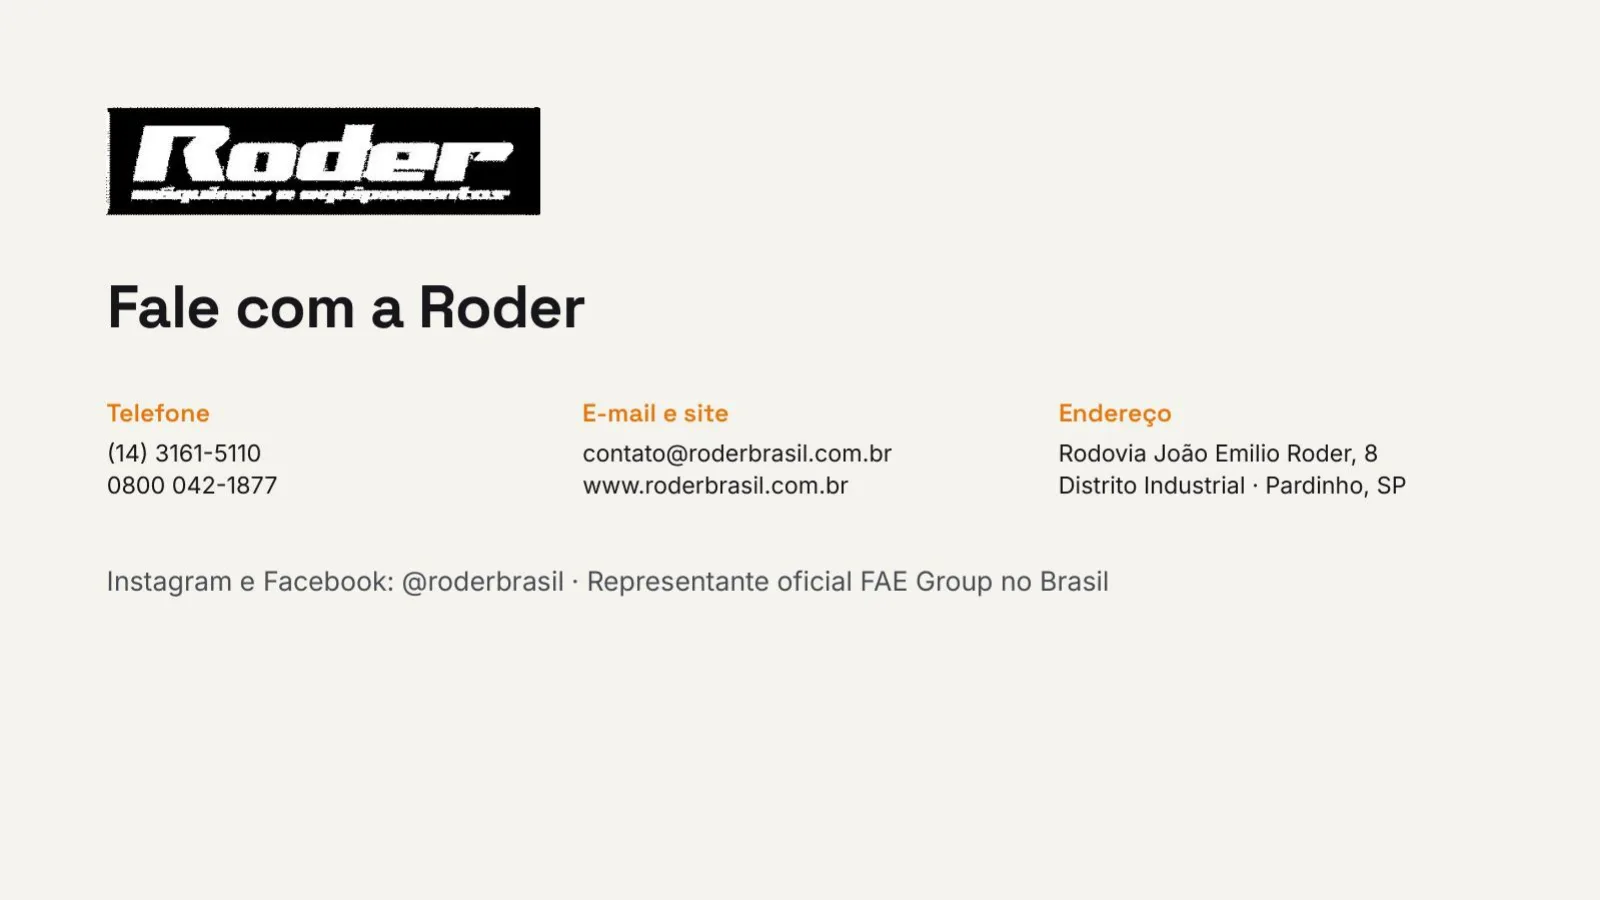 Roder
máquinas e equipamentos
Fale com a Roder
Telefone
(14) 3161-5110
0800 042-1877
E-mail e site
contato@roderbrasil.com.br
www.roderbrasil.com.br
Endereço
Rodovia João Emilio Roder, 8
Distrito Industrial · Pardinho, SP
Instagram e Facebook: @roderbrasil · Representante oficial FAE Group no Brasil